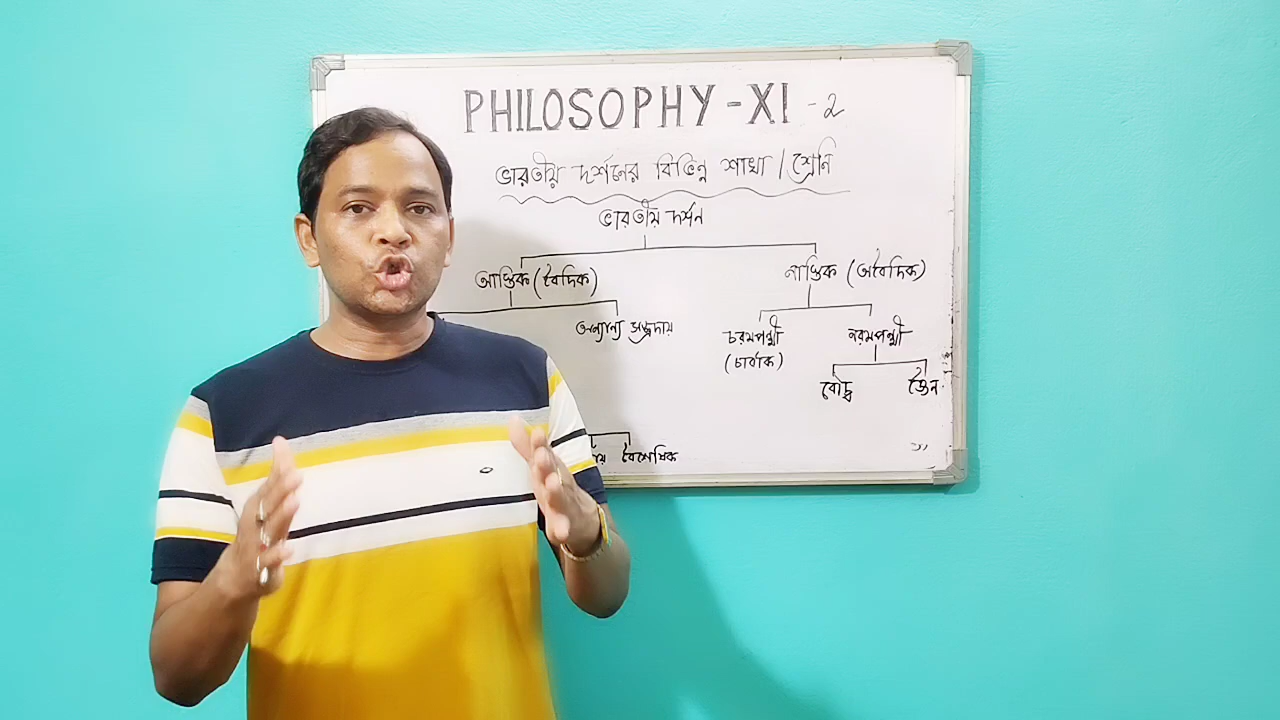 PHILOSOPHY - XI - 2
ভারতীয় দর্শনের বিভিন্ন শাখা / শ্রেণি
ভারতীয় দর্শন
আস্তিক (বৈদিক) নাস্তিক (অবৈদিক)
অন্যান্য সম্প্রদায় চরমপন্থী নরমপন্থী
(চার্বাক)
বৌদ্ধ জৈন
বৈশেষিক